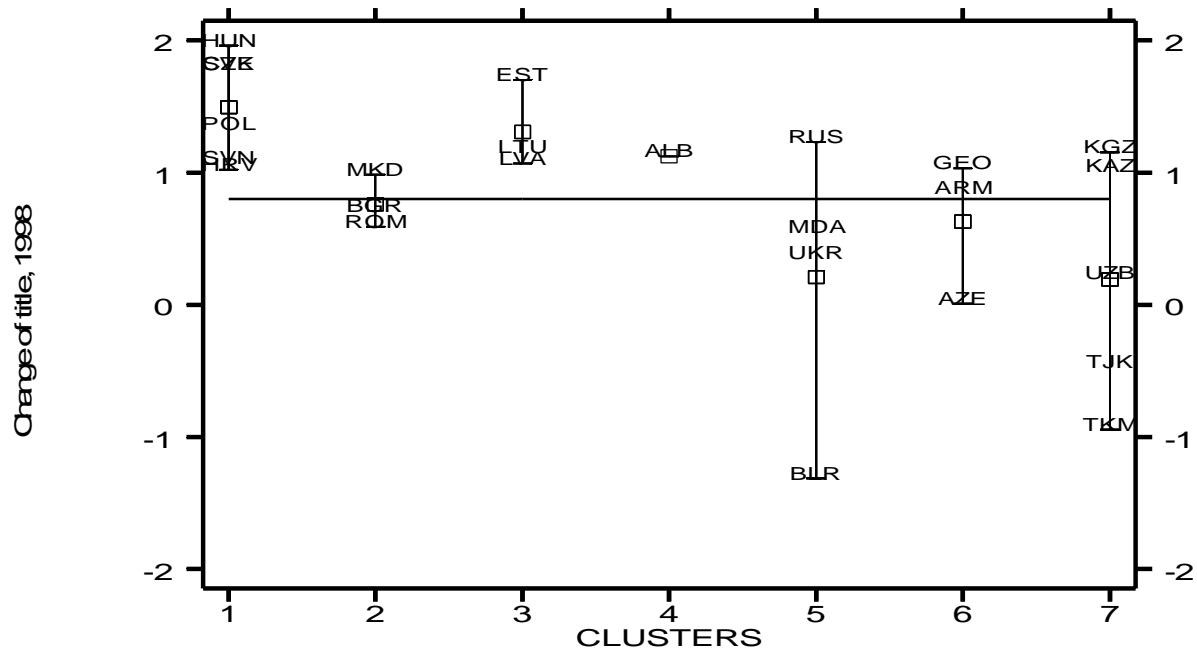 2
1
0
-1
-2
Change of title, 1998
HUN
POL
SVN
HRV
MKD
BGR
ROM
EST
LTU
LVA
ALB
RUS
MDA
UKR
BLR
GEO
ARM
AZE
KGZ
KAZ
UZB
TJK
TKM
2
1
0
-1
-2
1 2 3 4 5 6 7
CLUSTERS